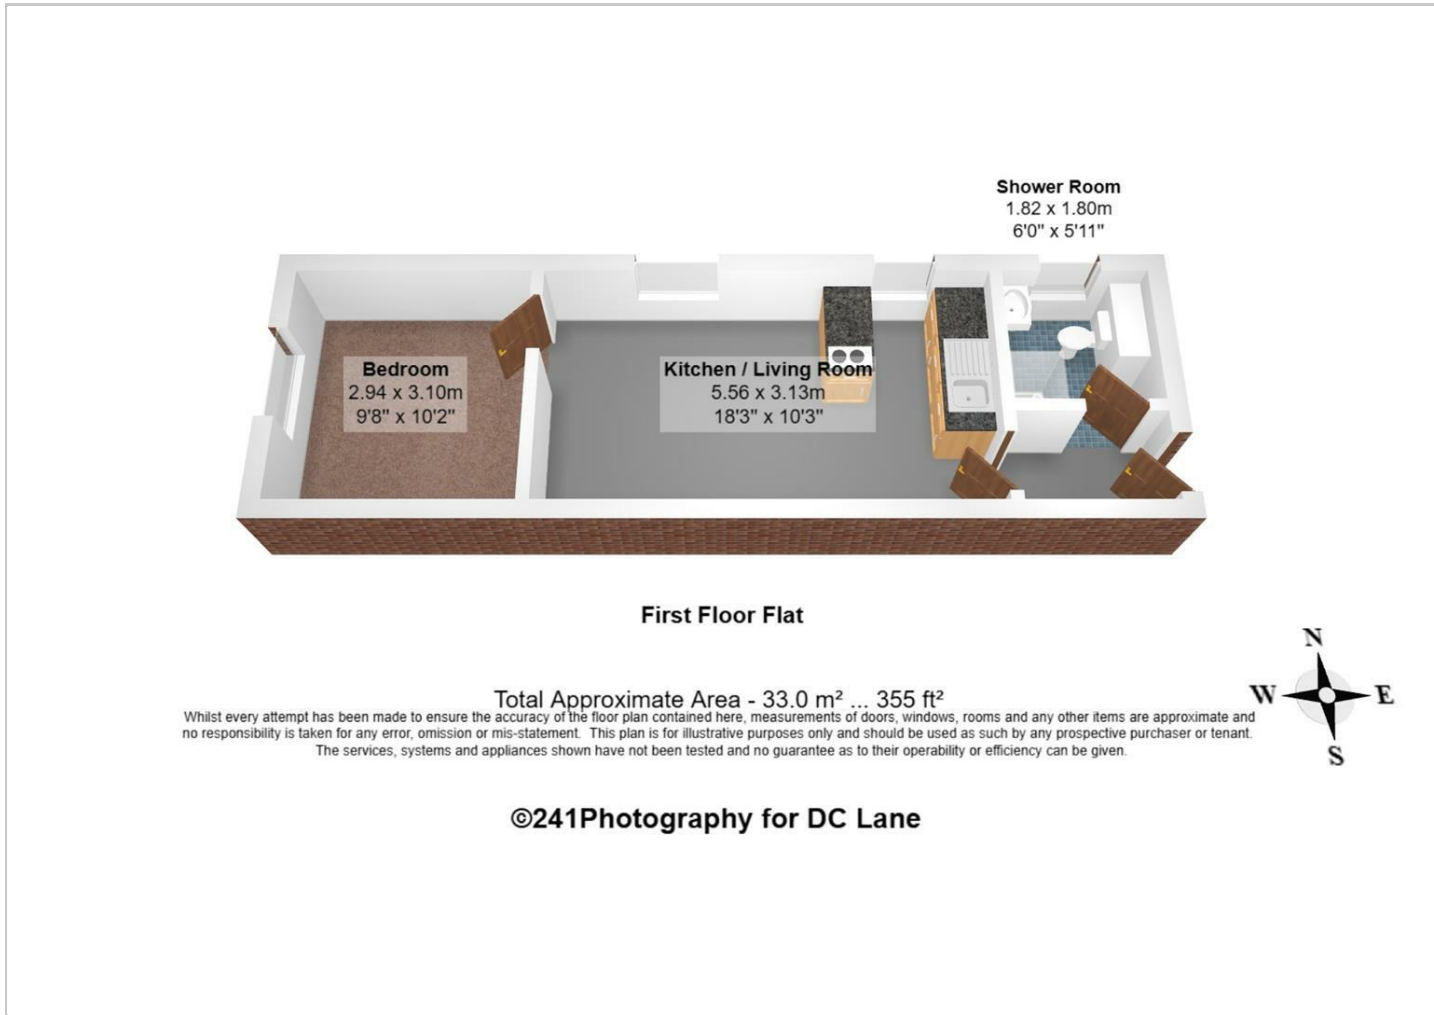 Shower Room
1.82 x 1.80m
6'0" x 5'11"
Bedroom
2.94 x 3.10m
9'8" x 10'2"
Kitchen / Living Room
5.56 x 3.13m
18'3" x 10'3"
First Floor Flat
N
W E
S
Total Approximate Area - 33.0 m² ... 355 ft²
Whilst every attempt has been made to ensure the accuracy of the floor plan contained here, measurements of doors, windows, rooms and any other items are approximate and
no responsibility is taken for any error, omission or mis-statement. This plan is for illustrative purposes only and should be used as such by any prospective purchaser or tenant.
The services, systems and appliances shown have not been tested and no guarantee as to their operability or efficiency can be given.
©241Photography for DC Lane